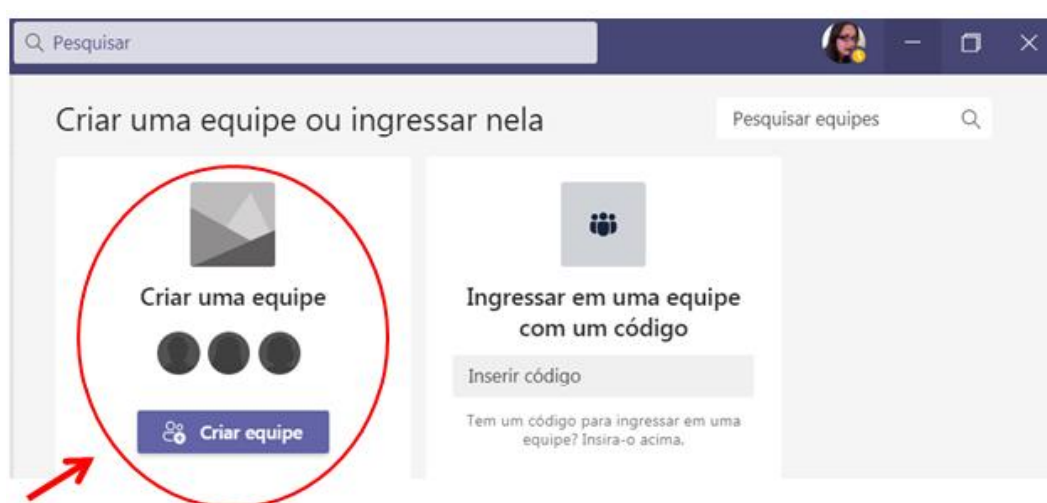 Pesquisar
Criar uma equipe ou ingressar nela
Pesquisar equipes
Criar uma equipe
Criar equipe
Ingressar em uma equipe
com um código
Inserir código
Tem um código para ingressar em uma
equipe? Insira-o acima.